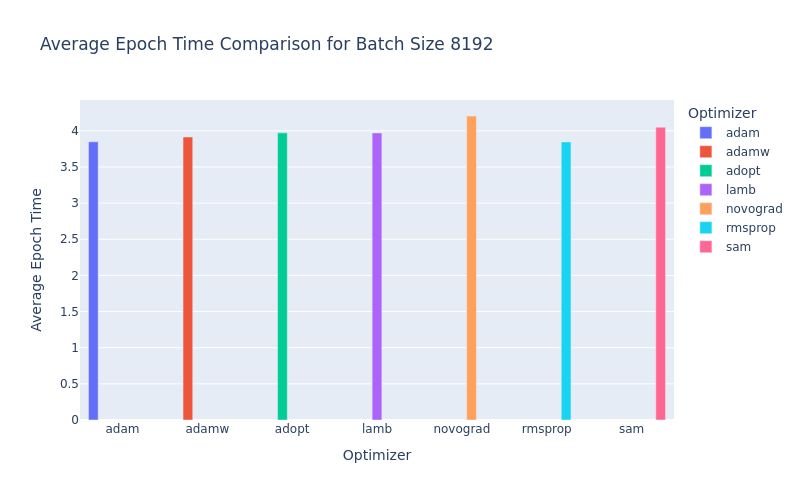 Average Epoch Time Comparison for Batch Size 8192
Optimizer
adam
adamw
adopt
lamb
novograd
rmsprop
sam
Average Epoch Time
4
3.5
3
2.5
2
1.5
1
0.5
0
adam adamw adopt lamb novograd rmsprop sam
Optimizer